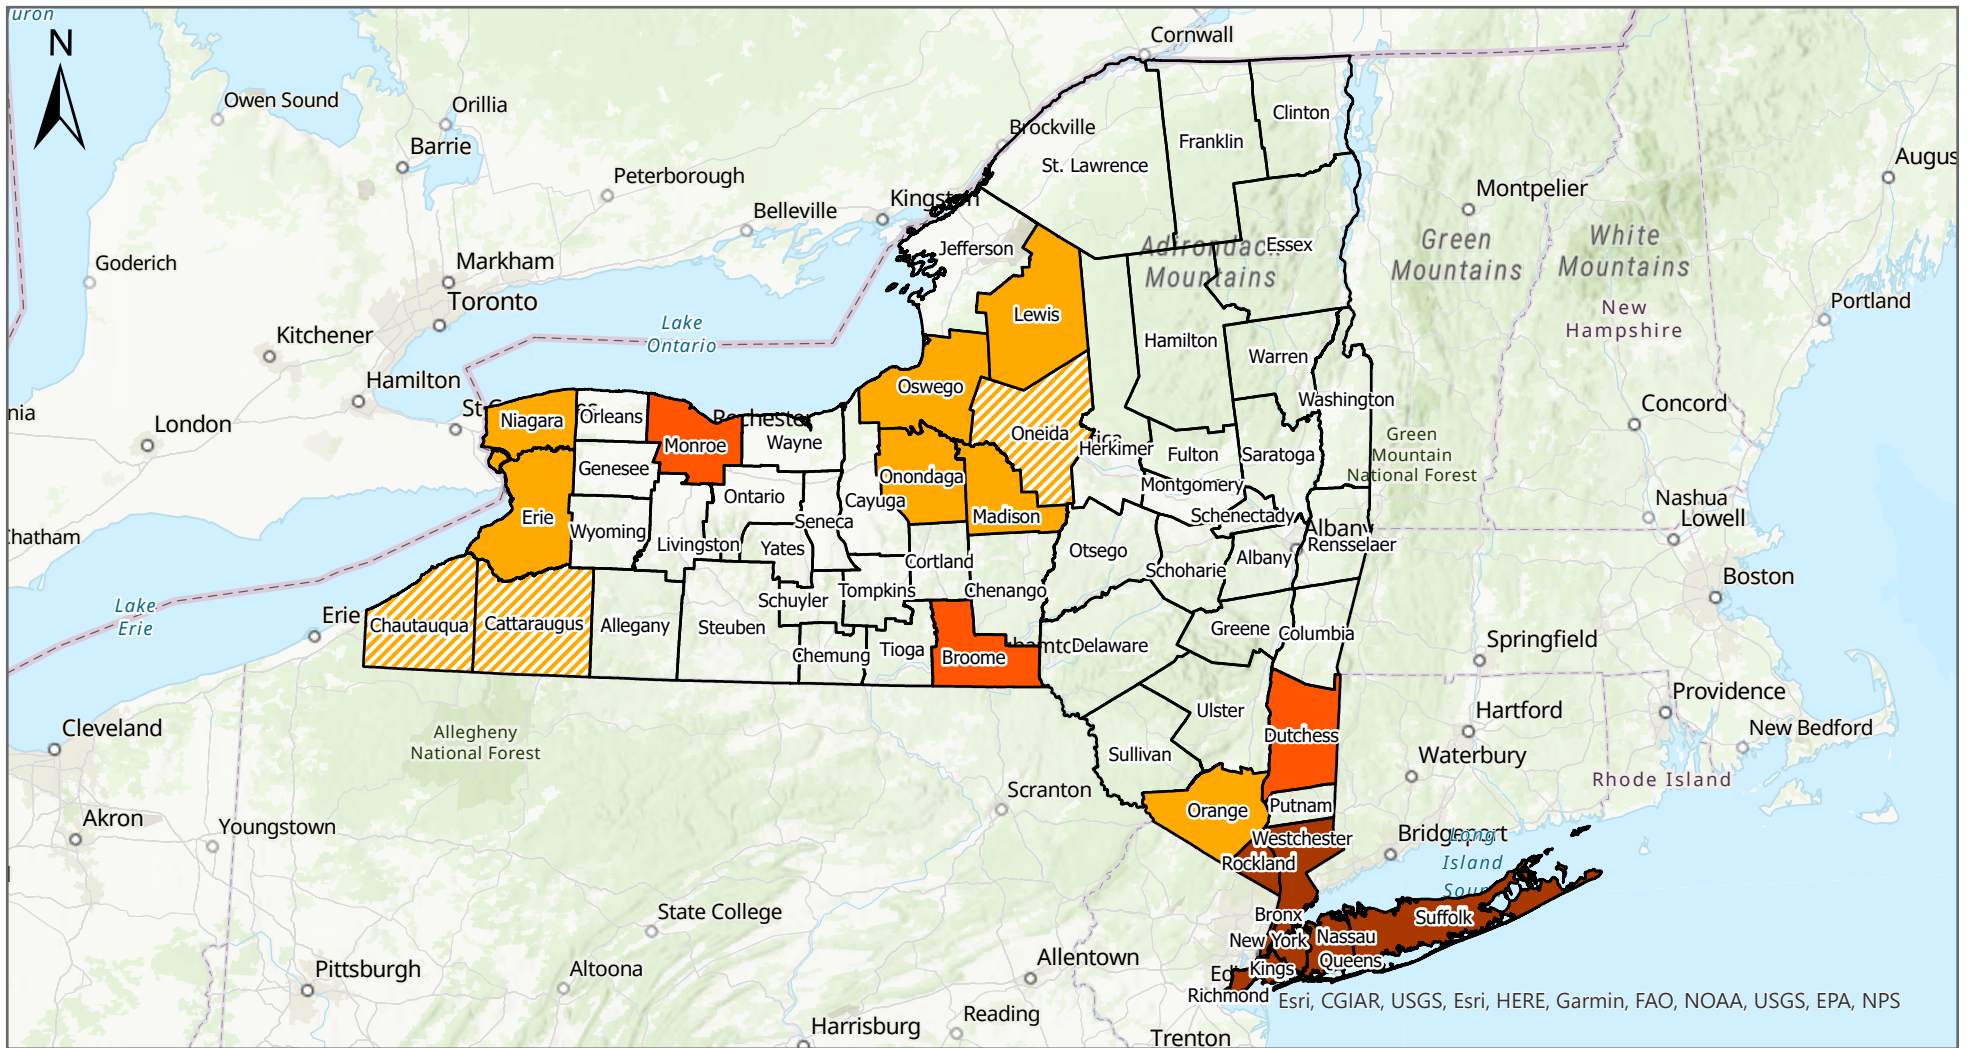 uron
N
Cornwall
Owen Sound
Orillia
Clinton
Brockville
Barrie
Franklin
Augus
St. Lawrence
Peterborough
Montpelier
Belleville
Kingston
Jefferson
Essex
Adirondack
Mountains
Green
Mountains
White
Mountains
Goderich
Markham
Toronto
Portland
New
Hampshire
Lewis
Lake
Ontario
Kitchener
Hamilton
Warren
Hamilton
Oswego
Washington
Concord
nia
St.
London
Niagara
Orleans
Rochester
Monroe
Wayne
Oneida
Herkimer
Fulton
Saratoga
Green
Mountain
National Forest
Genesee
Onondaga
Montgomery
Ontario
Cayuga
Nashua
Lowell
Erie
Seneca
Madison
Schenectady
Albany
Chatham
Wyoming
Livingston
Yates
Otsego
Albany
Rensselaer
Cortland
Schoharie
Boston
Chenango
Tompkins
Schuyler
Lake
Erie
Erie
Chautauqua
Cattaraugus
Allegany
Steuben
Greene
Columbia
Springfield
Chemung
Tioga
Broome
hamto
Delaware
Providence
Cleveland
Allegheny
National Forest
Ulster
Hartford
New Bedford
Dutchess
Sullivan
Waterbury
Rhode Island
Scranton
Orange
Putnam
Akron
Youngstown
Westchester
Bridgeport
Long
Island
Soun
Rockland
State College
Bronx
Suffolk
New York
Nassau
Pittsburgh
Altoona
Allentown
Ed
Kings
Queens
Richmond
Esri, CGIAR, USGS, Esri, HERE, Garmin, FAO, NOAA, USGS, EPA, NPS
Harrisburg
Reading
Trenton